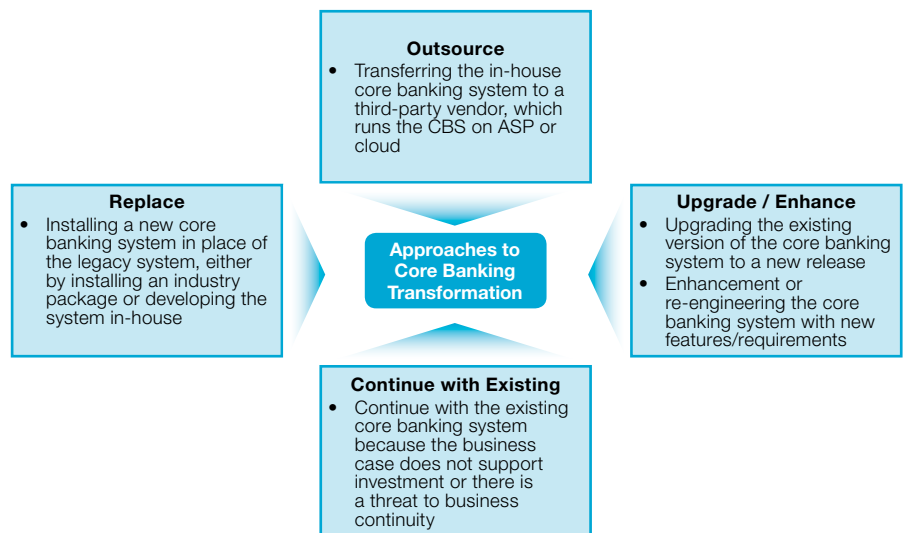 Outsource
• Transferring the in-house
core banking system to a
third-party vendor, which
runs the CBS on ASP or
cloud
Replace
• Installing a new core
banking system in place of
the legacy system, either
by installing an industry
package or developing the
system in-house
Approaches to
Core Banking
Transformation
Upgrade / Enhance
• Upgrading the existing
version of the core banking
system to a new release
• Enhancement or
re-engineering the core
banking system with new
features/requirements
Continue with Existing
• Continue with the existing
core banking system
because the business
case does not support
investment or there is
a threat to business
continuity